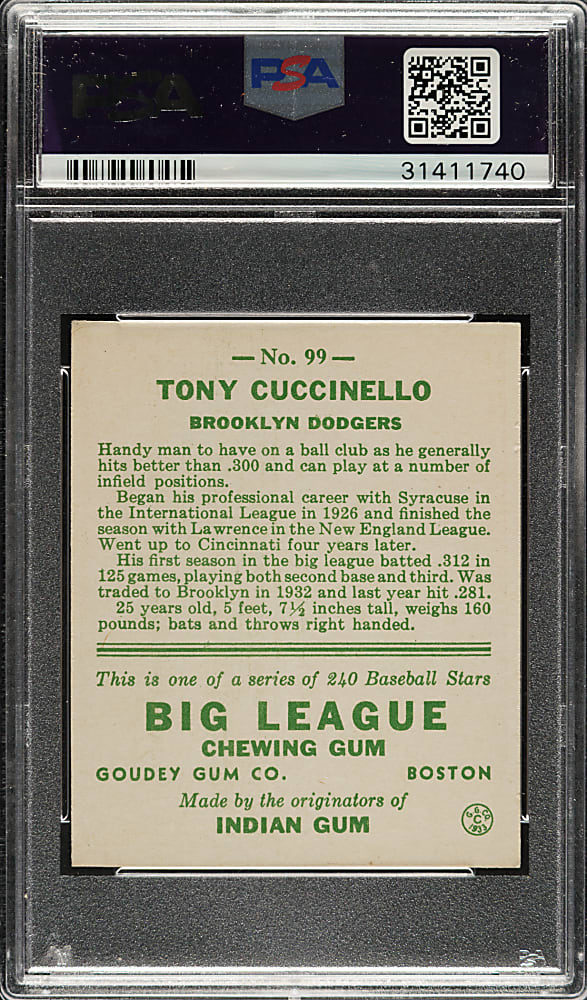 PSA
PSA
31411740
— No. 99 —
TONY CUCCINELLO
BROOKLYN DODGERS
Handy man to have on a ball club as he generally
hits better than .300 and can play at a number of
infield positions.
Began his professional career with Syracuse in
the International League in 1926 and finished the
season with Lawrence in the New England League.
Went up to Cincinnati four years later.
His first season in the big league batted .312 in
125 games, playing both second base and third. Was
traded to Brooklyn in 1932 and last year hit .281.
25 years old, 5 feet, 7½ inches tall, weighs 160
pounds; bats and throws right handed.
This is one of a series of 240 Baseball Stars
BIG LEAGUE
CHEWING GUM
GOUDEY GUM CO. BOSTON
Made by the originators of
INDIAN GUM
G. G. CO.
C
1933